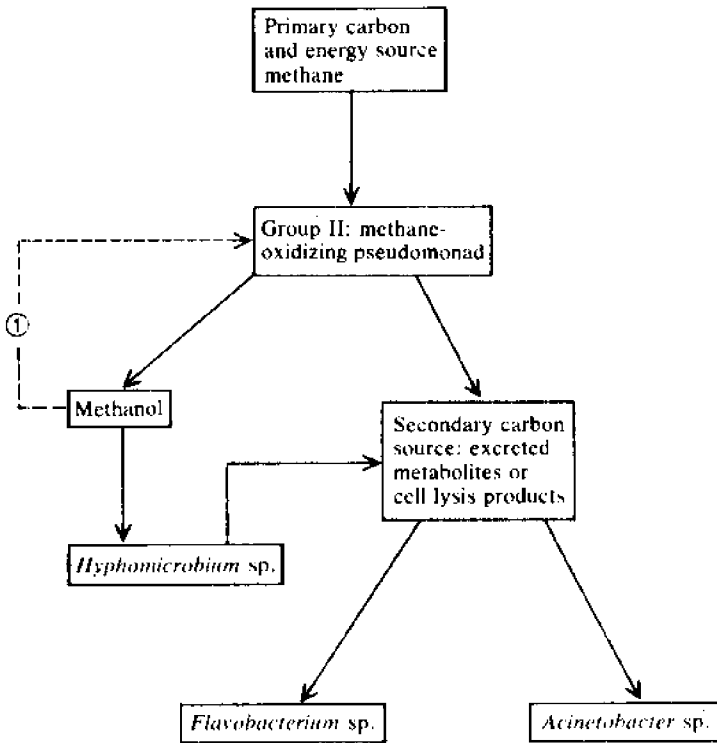 Primary carbon
and energy source
methane
Group II: methane-
oxidizing pseudomonad
①
Methanol
Secondary carbon
source: excreted
metabolites or
cell lysis products
Hyphomicrobium sp.
Flavobacterium sp.
Acinetobacter sp.